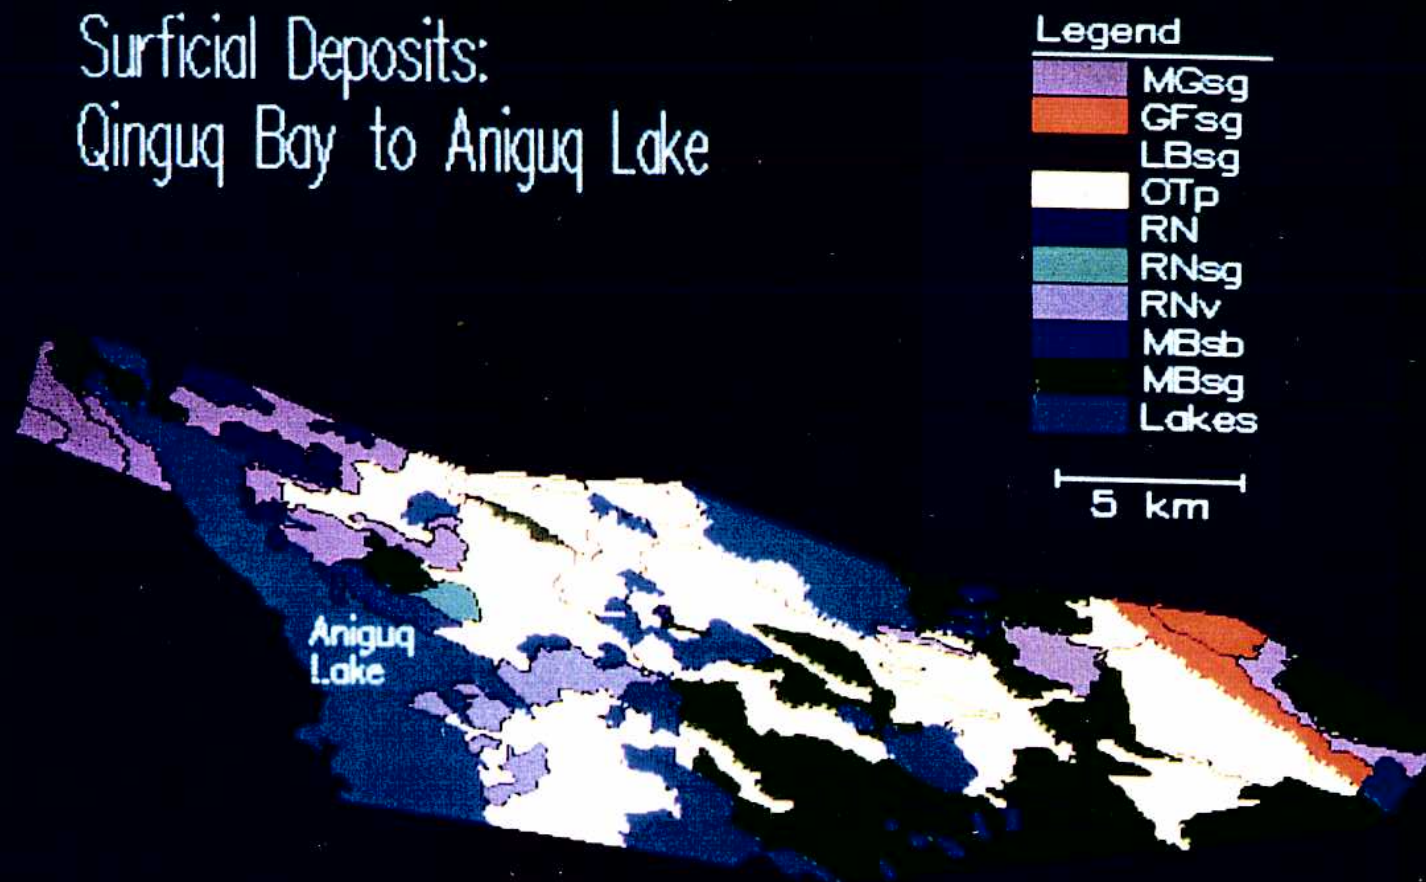 Surficial Deposits:
Qinguq Bay to Aniguq Lake
Legend
MGsg
GFsg
LBsg
OTp
RN
RNsg
RNv
MBsb
MBsg
Lakes
5 km
Aniguq
Lake